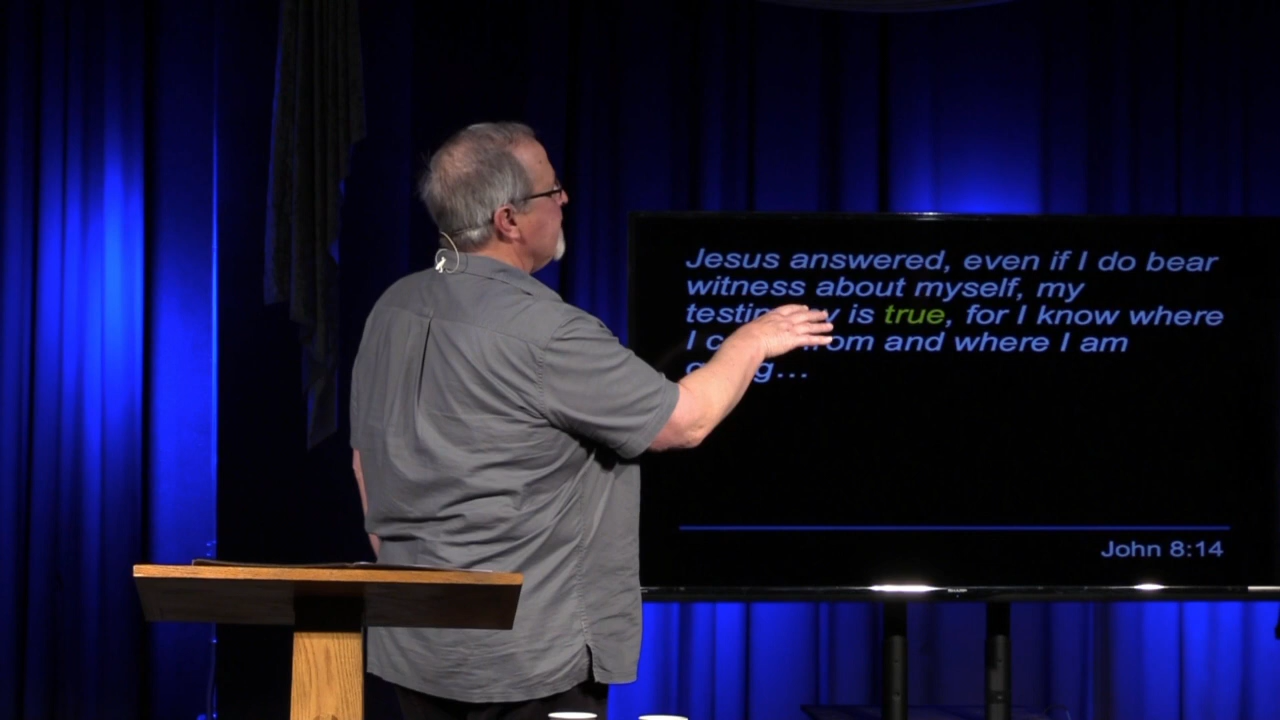 Jesus answered, even if I do bear
witness about myself, my
is true, for I know where
I and where I am
John 8:14